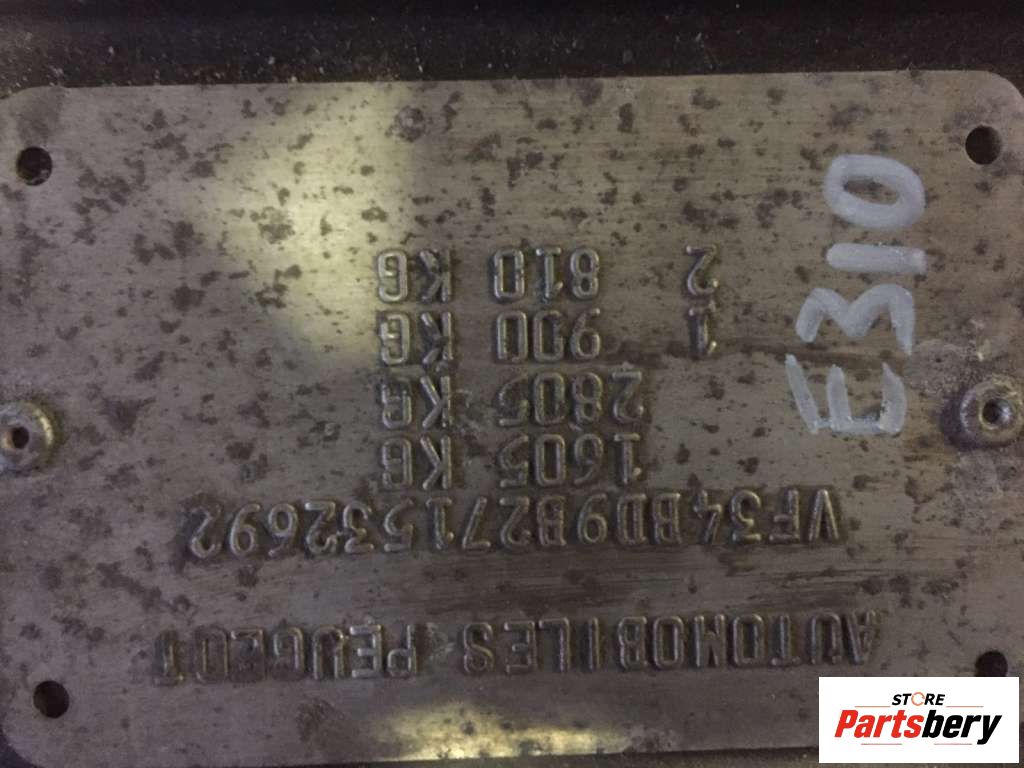 AUTOMOBILES PEUGEOT
VF34BD9B271532692
1605 KG
2805 KG
1 900 KG
2 810 KG
E310
STORE
Partsbery